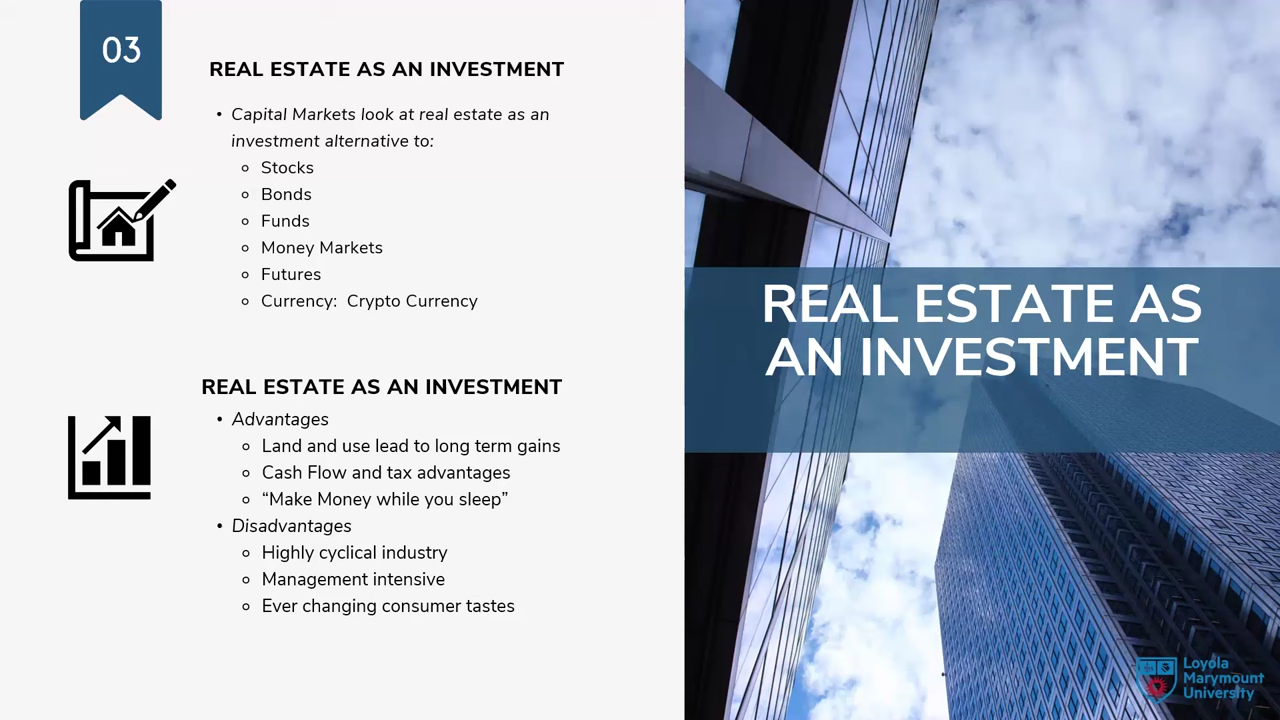 03
REAL ESTATE AS AN INVESTMENT
• Capital Markets look at real estate as an
investment alternative to:
Stocks
Bonds
Funds
Money Markets
Futures
Currency:  Crypto Currency
REAL ESTATE AS AN INVESTMENT
• Advantages
Land and use lead to long term gains
Cash Flow and tax advantages
“Make Money while you sleep”
• Disadvantages
Highly cyclical industry
Management intensive
Ever changing consumer tastes
REAL ESTATE AS
AN INVESTMENT
Loyola
Marymount
University